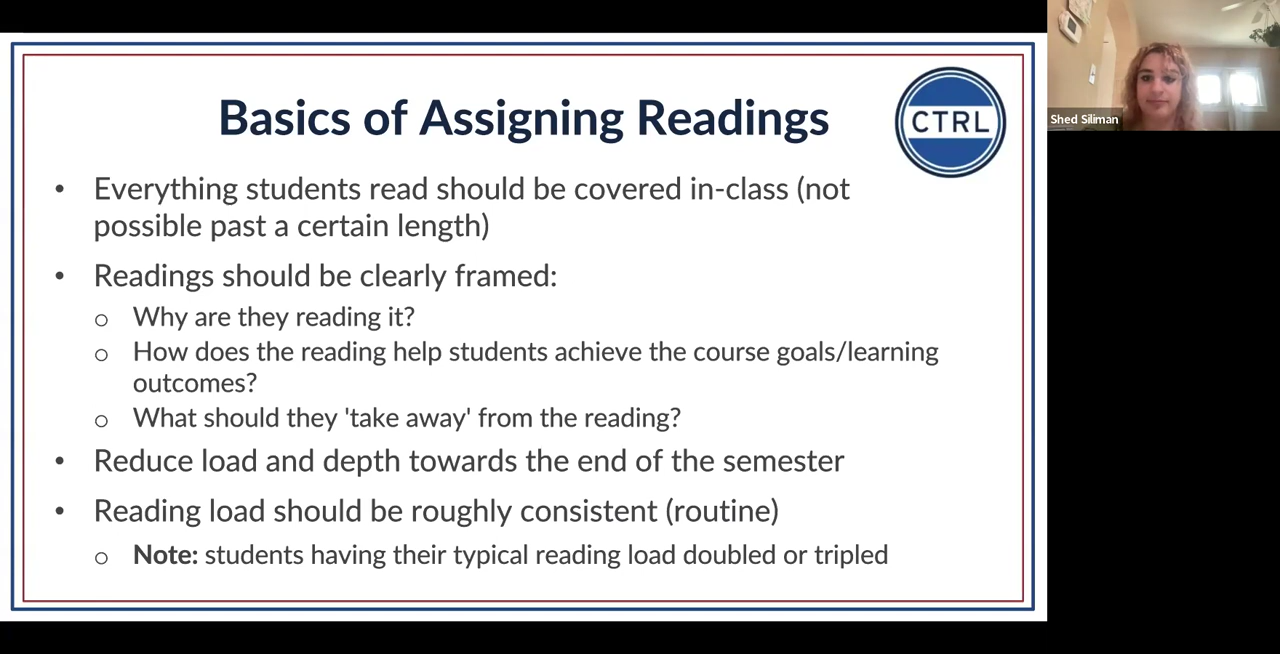 Basics of Assigning Readings
CTRL
• Everything students read should be covered in-class (not
possible past a certain length)
• Readings should be clearly framed:
o Why are they reading it?
o How does the reading help students achieve the course goals/learning
outcomes?
o What should they 'take away' from the reading?
• Reduce load and depth towards the end of the semester
• Reading load should be roughly consistent (routine)
o Note: students having their typical reading load doubled or tripled
Shed Siliman